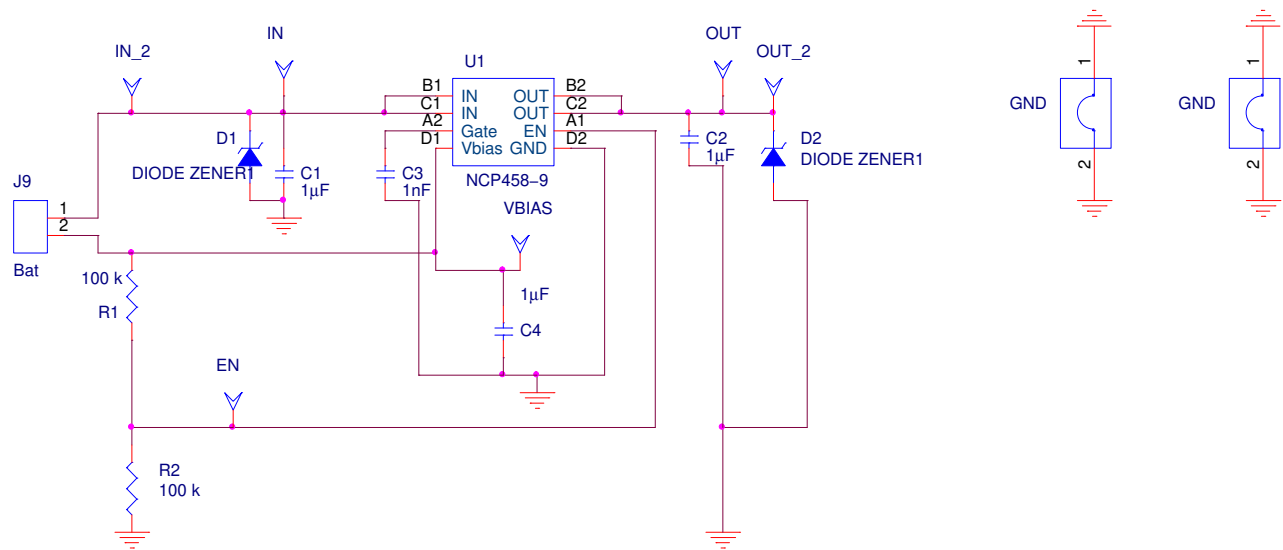 IN
OUT
IN_2
OUT_2
U1
1
1
B1
B2
IN
OUT
C1
C2
IN
OUT
GND
GND
A2
A1
Gate
EN
D1
D2
Vbias
GND
D1
DIODE ZENER1
C1
1µF
C3
1nF
NCP458-9
C2
1µF
D2
DIODE ZENER1
2
2
J9
1
2
Bat
VBIAS
100 k
R1
1µF
C4
EN
R2
100 k